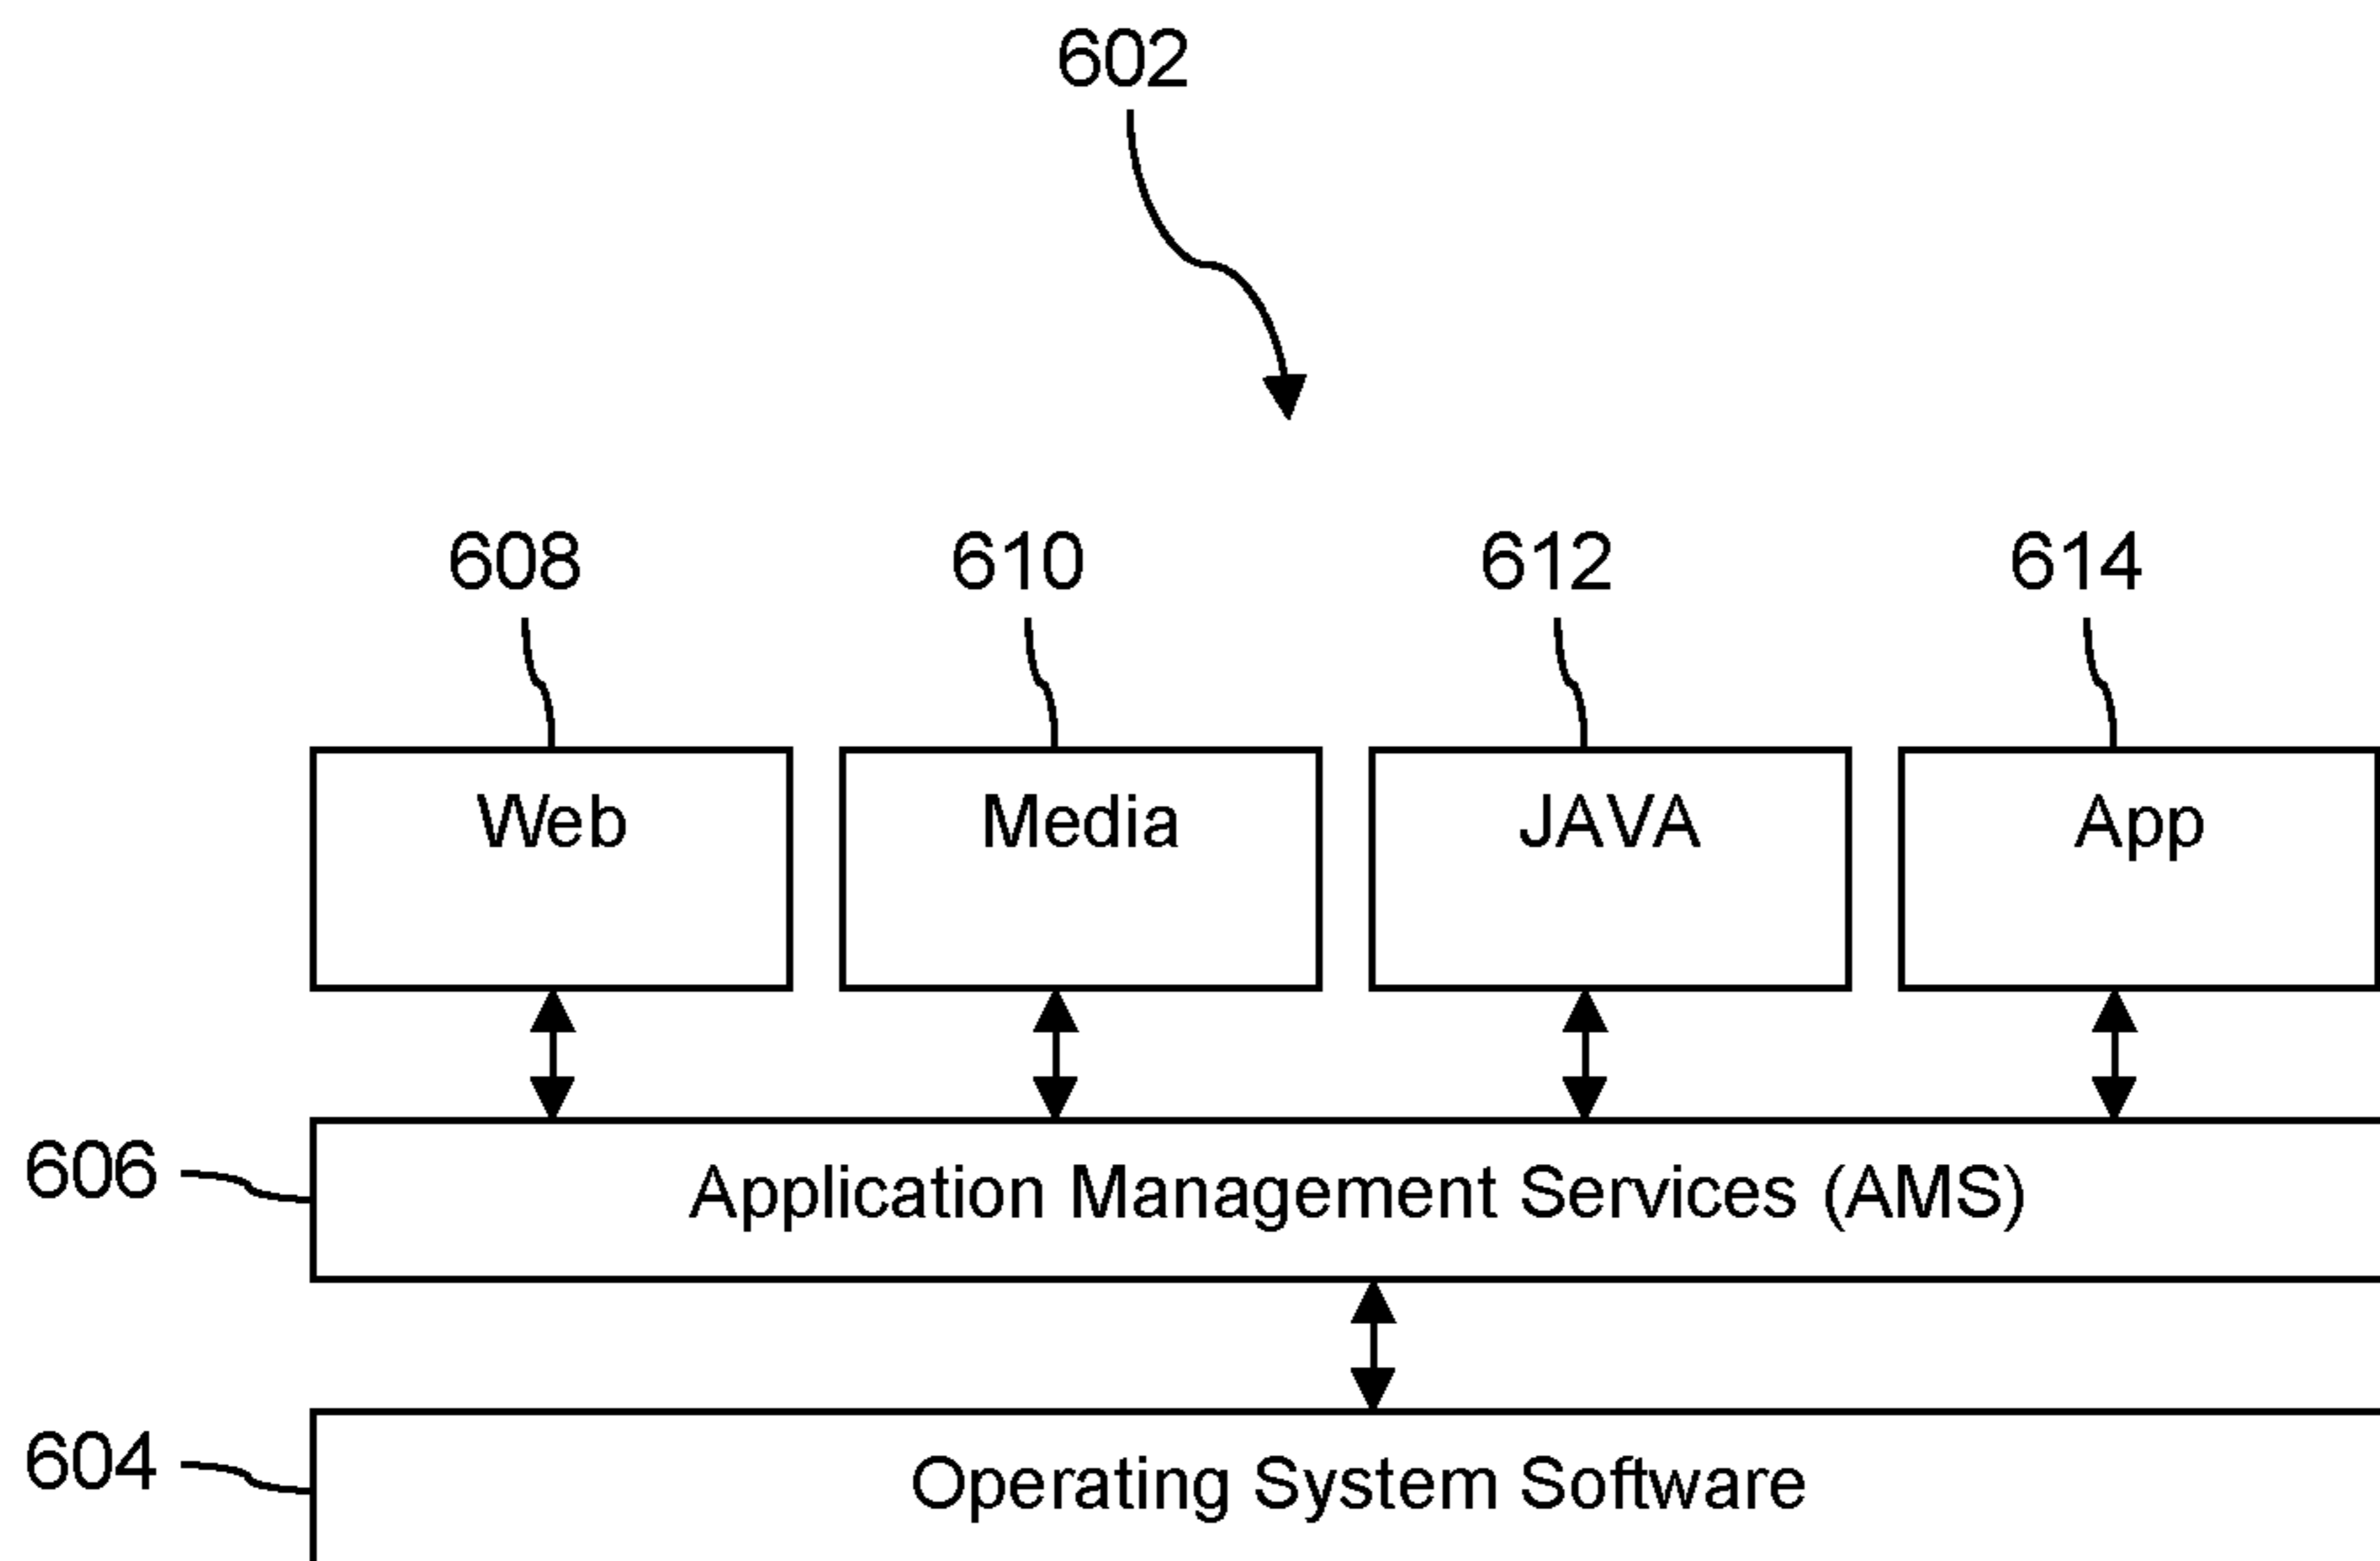 602
608 610 612 614
Web Media JAVA App
606 Application Management Services (AMS)
604 Operating System Software